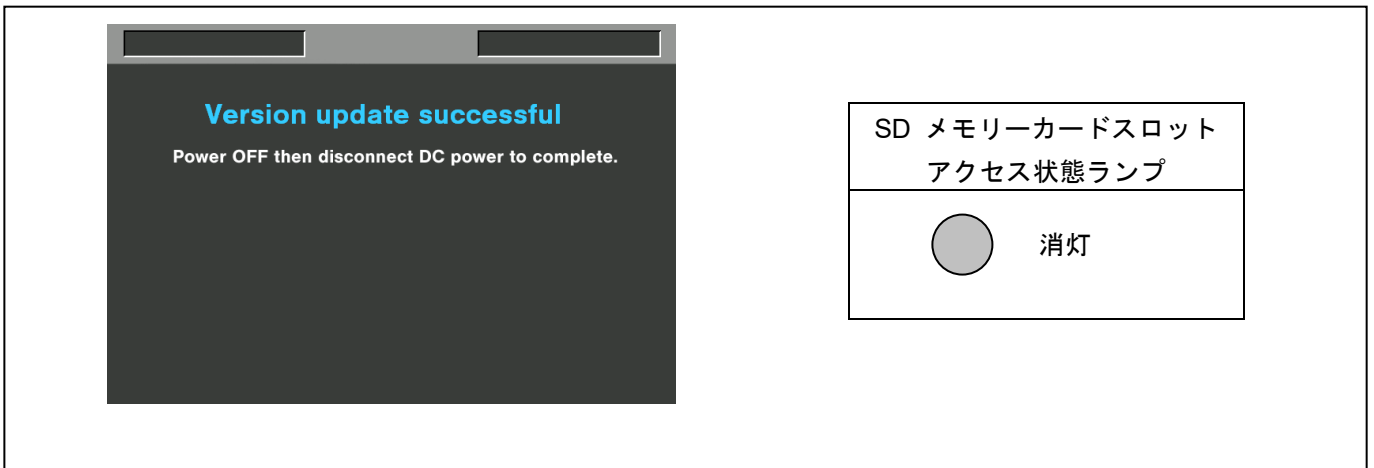 Version update successful
Power OFF then disconnect DC power to complete.
SD メモリーカードスロット
アクセス状態ランプ
消灯